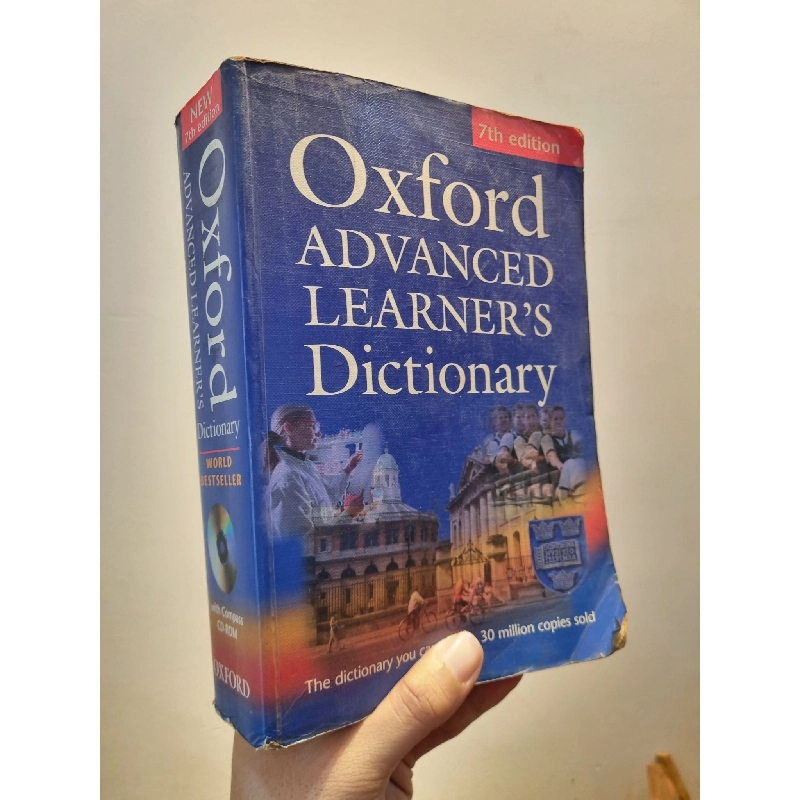 NEW
7th edition
Oxford
ADVANCED LEARNER'S
Dictionary
WORLD
BESTSELLER
with Compass
CD-ROM
OXFORD
7th edition
Oxford
ADVANCED
LEARNER'S
Dictionary
The dictionary you 30 million copies sold